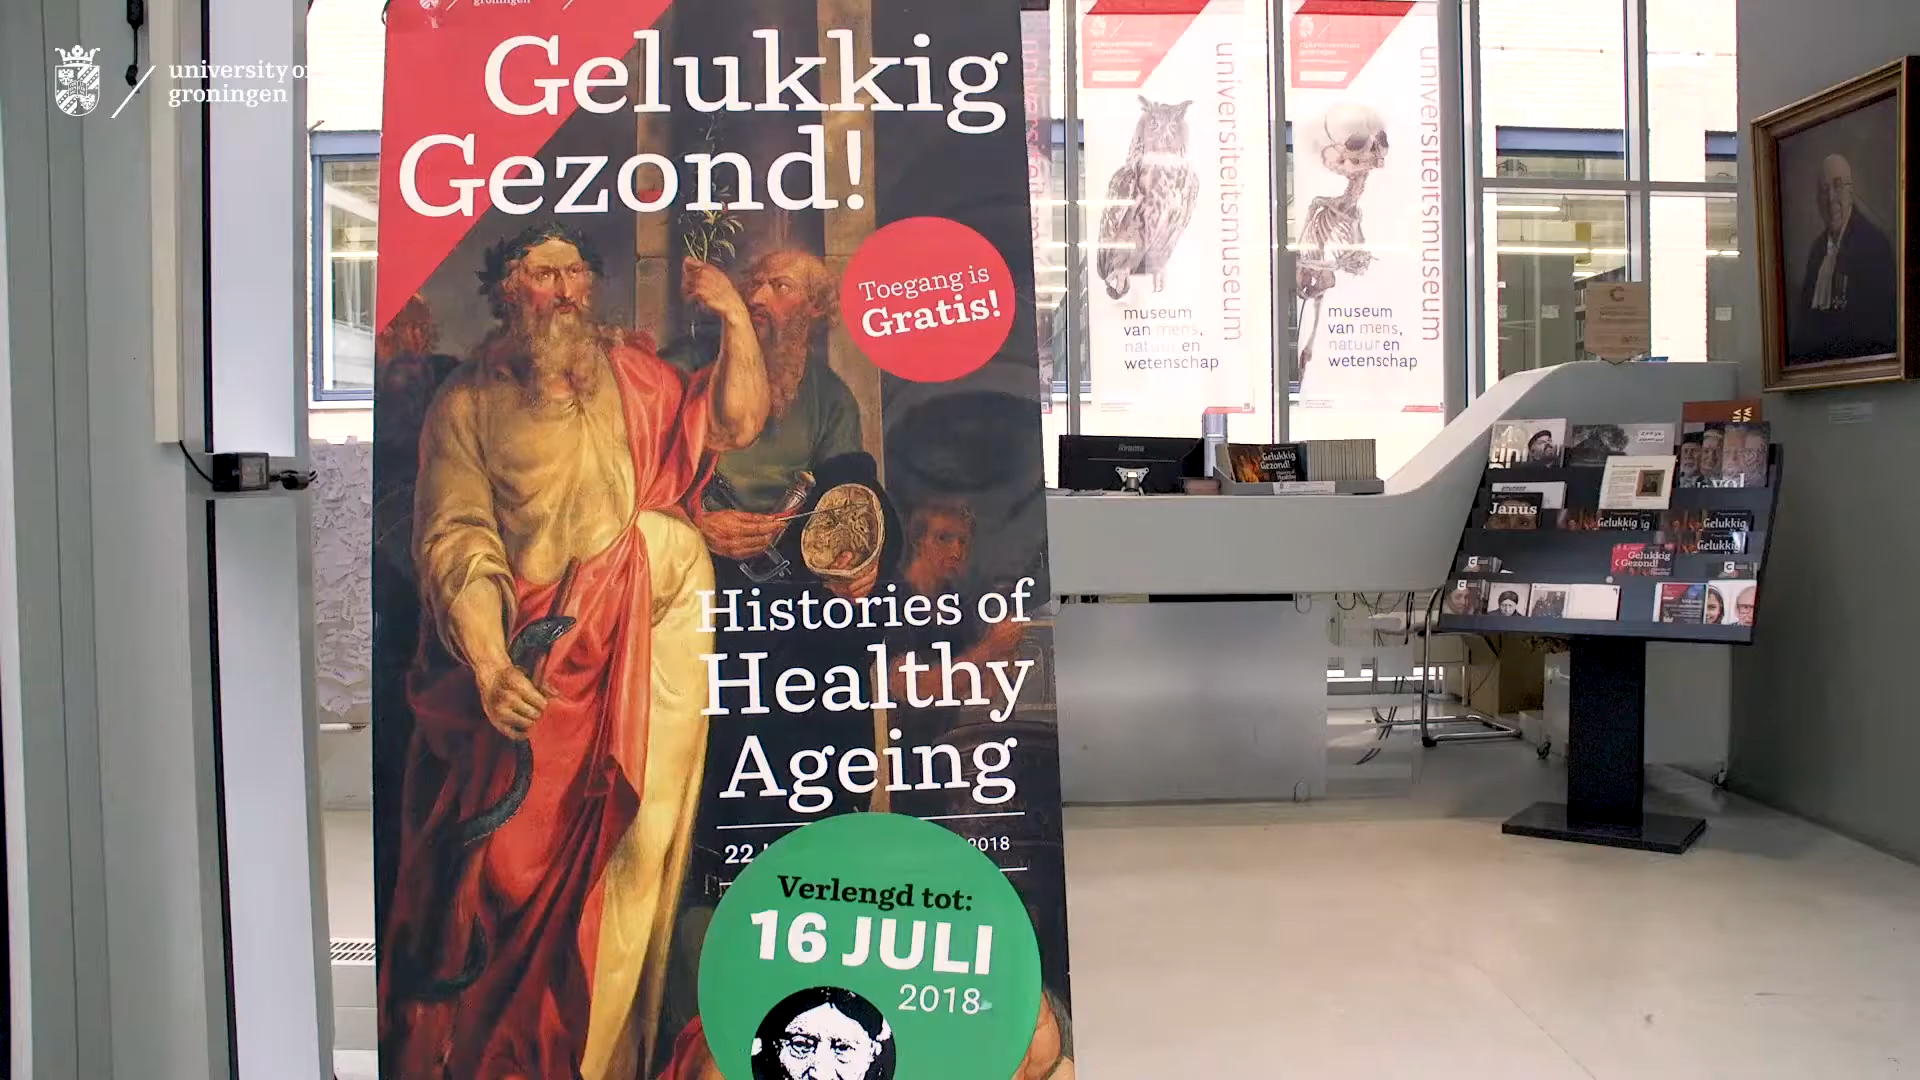 university of
groningen
groningen
Gelukkig
Gezond!
Toegang is
Gratis!
Histories of
Healthy
Ageing
22
2018
Verlengd tot:
16 JULI
2018
universiteitsmuseum
museum
van mens,
natuur en
wetenschap
universiteitsmuseum
museum
van mens,
natuur en
wetenschap
Gelukkig
Gezond!
Janus
Gelukkig
Gelukkig
Gelukkig
Gelukkig
Gezond!